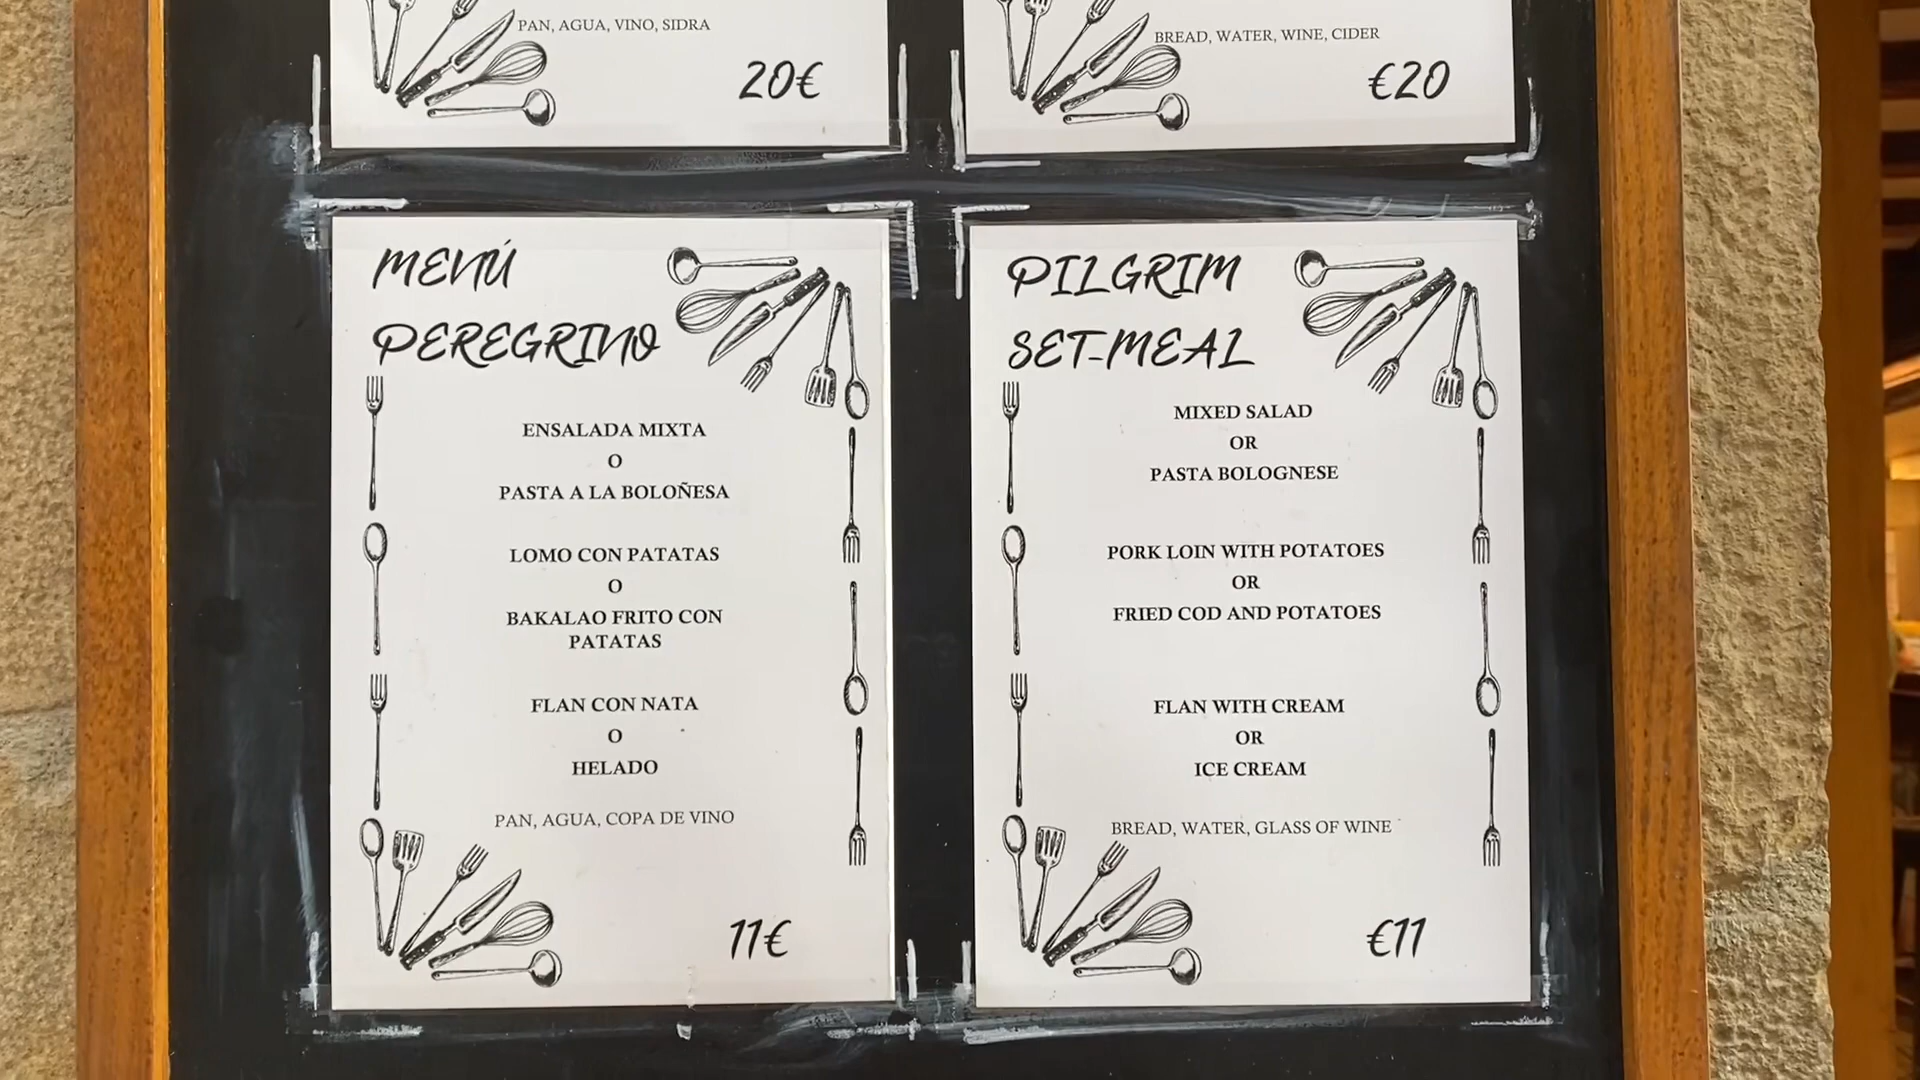 PAN, AGUA, VINO, SIDRA
20€
BREAD, WATER, WINE, CIDER
€20
MENÚ
PEREGRINO
ENSALADA MIXTA
O
PASTA A LA BOLOÑESA
LOMO CON PATATAS
O
BAKALAO FRITO CON
PATATAS
FLAN CON NATA
O
HELADO
PAN, AGUA, COPA DE VINO
11€
PILGRIM
SET-MEAL
MIXED SALAD
OR
PASTA BOLOGNESE
PORK LOIN WITH POTATOES
OR
FRIED COD AND POTATOES
FLAN WITH CREAM
OR
ICE CREAM
BREAD, WATER, GLASS OF WINE
€11